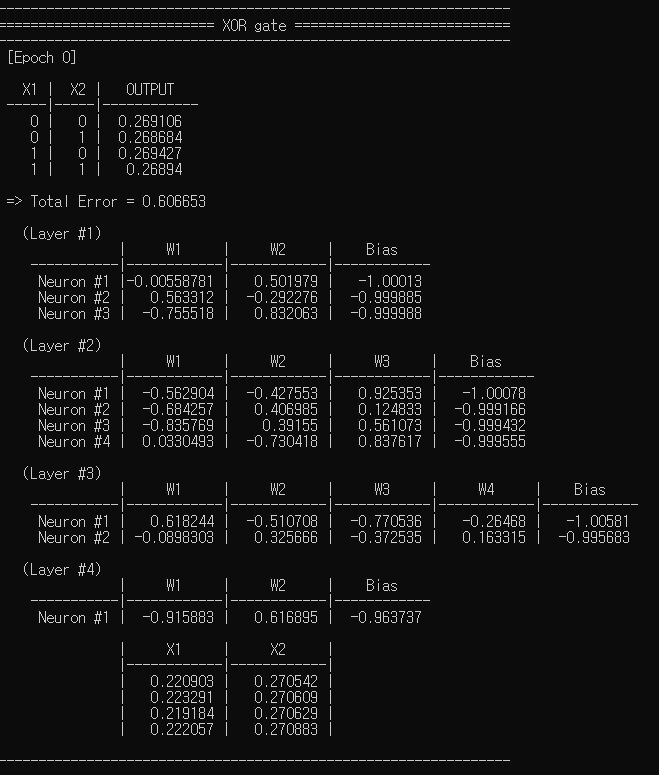 --------------------------------------------------------------
========================== XOR gate ==========================
--------------------------------------------------------------
[Epoch 0]
X1 | X2 | OUTPUT
-----|-----|------------
0 | 0 | 0.269106
0 | 1 | 0.268684
1 | 0 | 0.269427
1 | 1 | 0.26894
=> Total Error = 0.606653
(Layer #1)
| W1 | W2 | Bias
-----------|------------|------------|------------
Neuron #1 |-0.00558781 | 0.501979 | -1.00013
Neuron #2 | 0.563312 | -0.292276 | -0.999885
Neuron #3 | -0.755518 | 0.832063 | -0.999988
(Layer #2)
| W1 | W2 | W3 | Bias
-----------|------------|------------|------------|------------
Neuron #1 | -0.562904 | -0.427553 | 0.925353 | -1.00078
Neuron #2 | -0.684257 | 0.406985 | 0.124833 | -0.999166
Neuron #3 | -0.835769 | 0.39155 | 0.561073 | -0.999432
Neuron #4 | 0.0330493 | -0.730418 | 0.837617 | -0.999555
(Layer #3)
| W1 | W2 | W3 | W4 | Bias
-----------|------------|------------|------------|------------|------------
Neuron #1 | 0.618244 | -0.510708 | -0.770536 | -0.26468 | -1.00581
Neuron #2 | -0.0898303 | 0.325666 | -0.372535 | 0.163315 | -0.995683
(Layer #4)
| W1 | W2 | Bias
-----------|------------|------------|------------
Neuron #1 | -0.915883 | 0.616895 | -0.963737
| X1 | X2 |
|------------|------------|
| 0.220903 | 0.270542 |
| 0.223291 | 0.270609 |
| 0.219184 | 0.270629 |
| 0.222057 | 0.270883 |
--------------------------------------------------------------